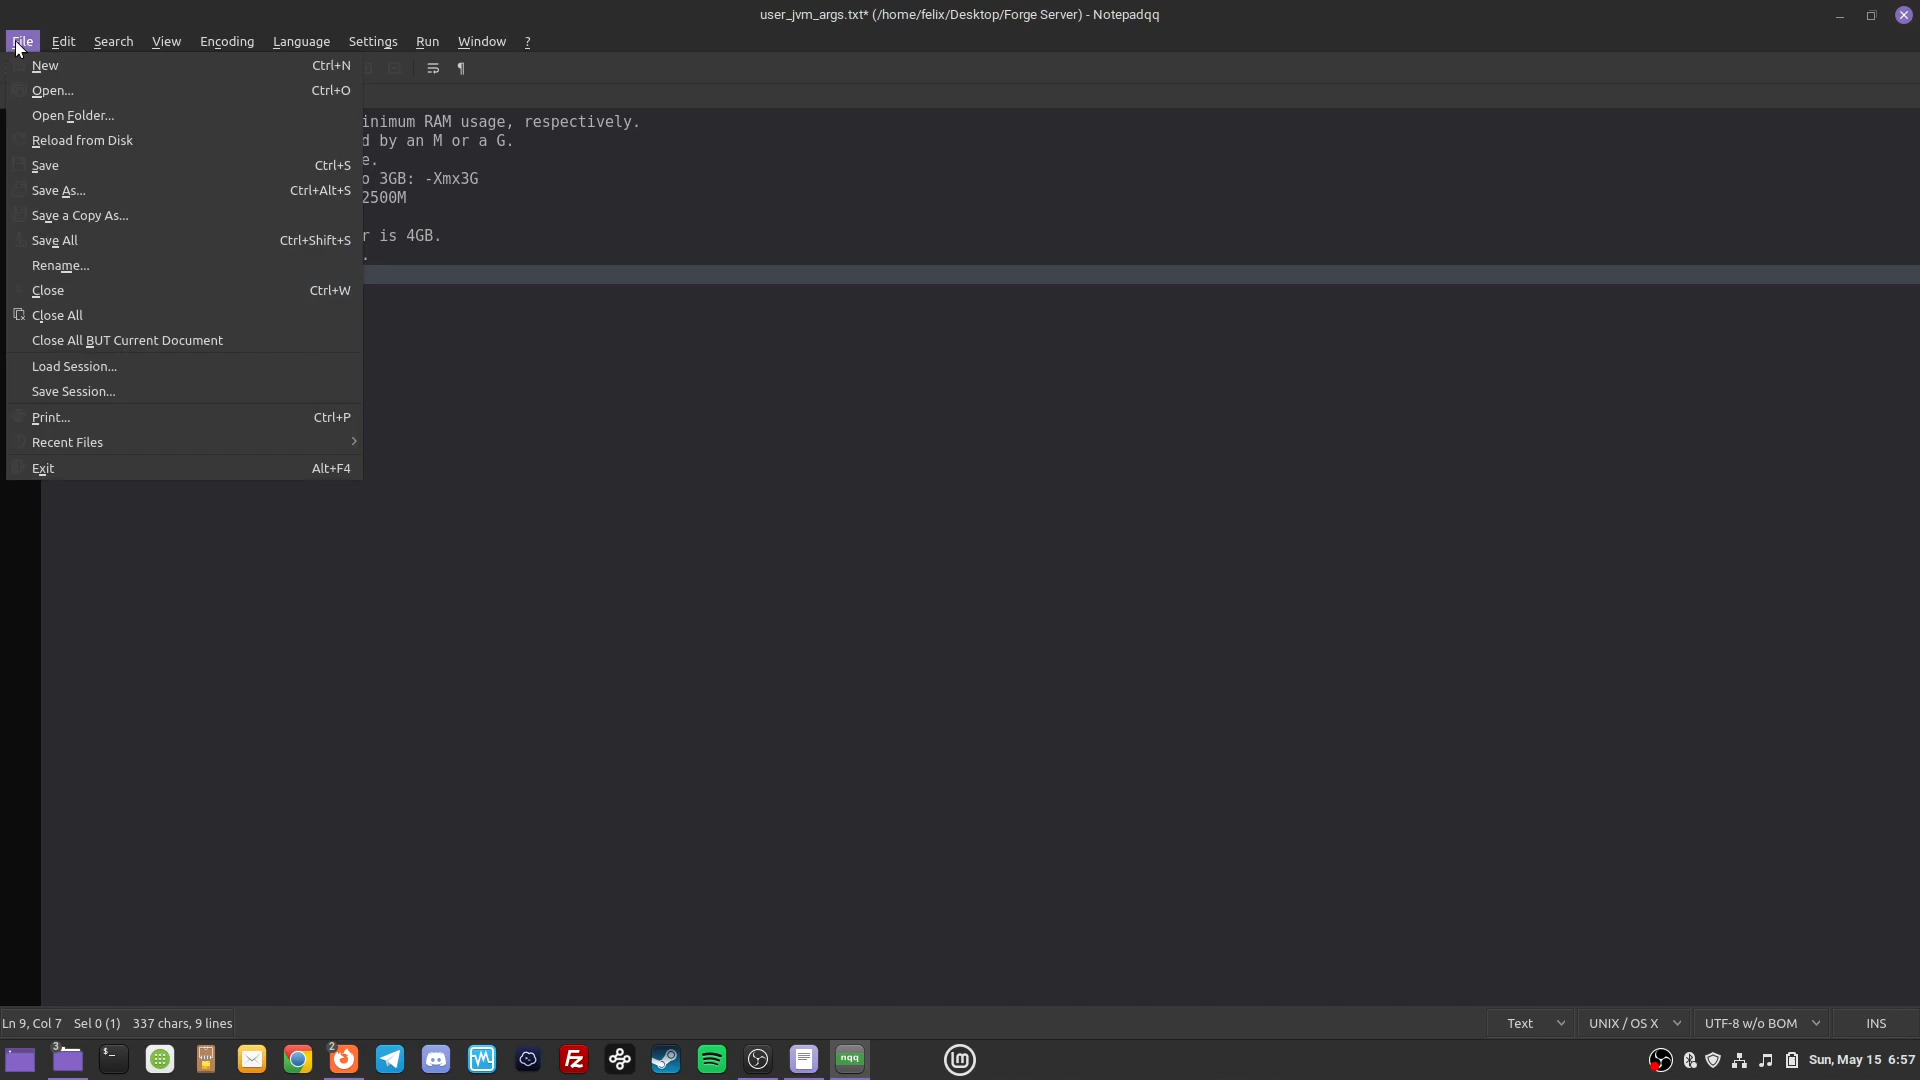 user_jvm_args.txt* (/home/felix/Desktop/Forge Server) - Notepadqq
File Edit Search View Encoding Language Settings Run Window ?
New Ctrl+N
Open... Ctrl+O
Open Folder...
Reload from Disk
Save Ctrl+S
Save As... Ctrl+Alt+S
Save a Copy As...
Save All Ctrl+Shift+S
Rename...
Close Ctrl+W
Close All
Close All BUT Current Document
Load Session...
Save Session...
Print... Ctrl+P
Recent Files
Exit Alt+F4
inimum RAM usage, respectively.
d by an M or a G.
e.
o 3GB: -Xmx3G
2500M
r is 4GB.
.
Ln 9, Col 7 Sel 0 (1) 337 chars, 9 lines Text UNIX / OS X UTF-8 w/o BOM INS
3 $_ 2 FZ nqq lm Sun, May 15 6:57